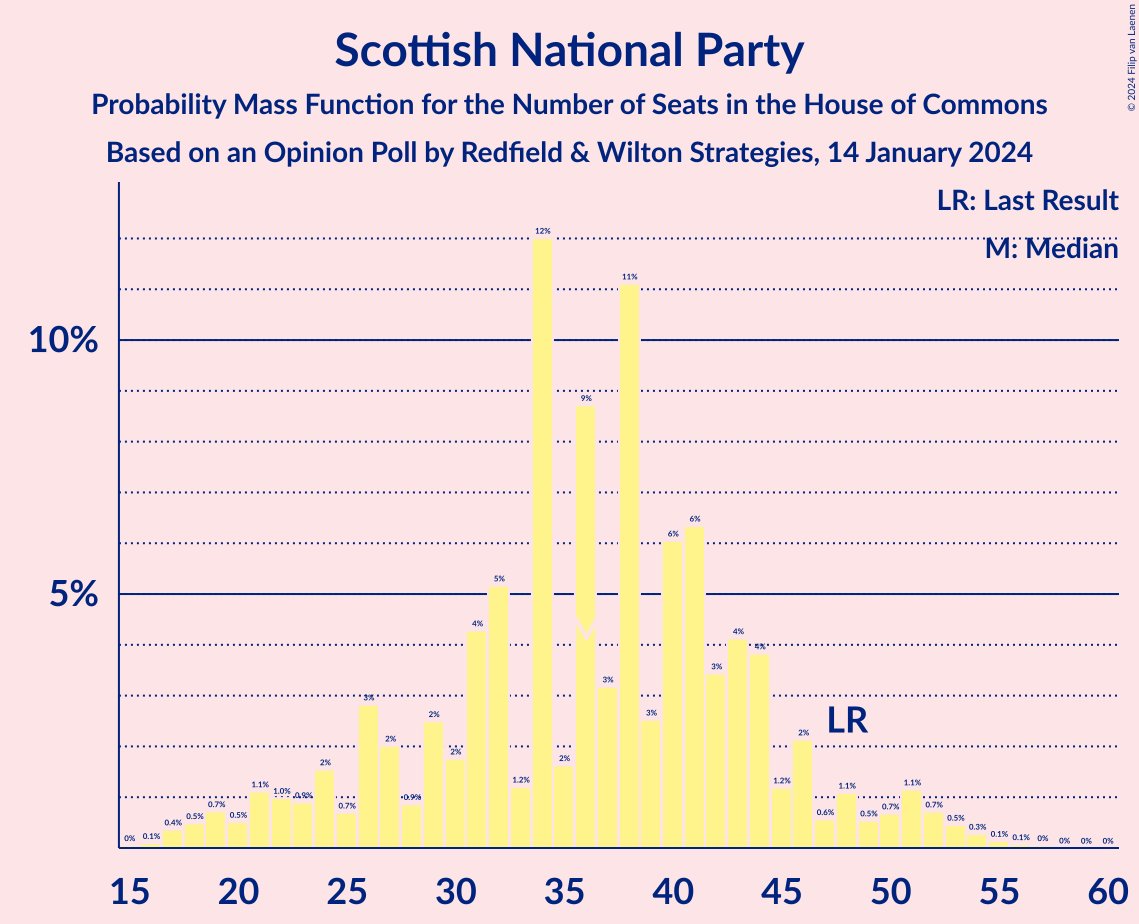 Scottish National Party
Probability Mass Function for the Number of Seats in the House of Commons
Based on an Opinion Poll by Redfield & Wilton Strategies, 14 January 2024
© 2024 Filip van Laenen
LR: Last Result
M: Median
10%
5%
0% 0.1% 0.4% 0.5% 0.7% 0.5% 1.1% 1.0% 0.9% 2% 0.7% 3% 2% 0.9% 2% 2% 4% 5% 1.2% 12% 2% 9% 3% 11% 3% 6% 6% 3% 4% 4% 1.2% 2% 0.6% 1.1% 0.5% 0.7% 1.1% 0.7% 0.5% 0.3% 0.1% 0.1% 0% 0% 0% 0%
LR
15 20 25 30 35 40 45 50 55 60